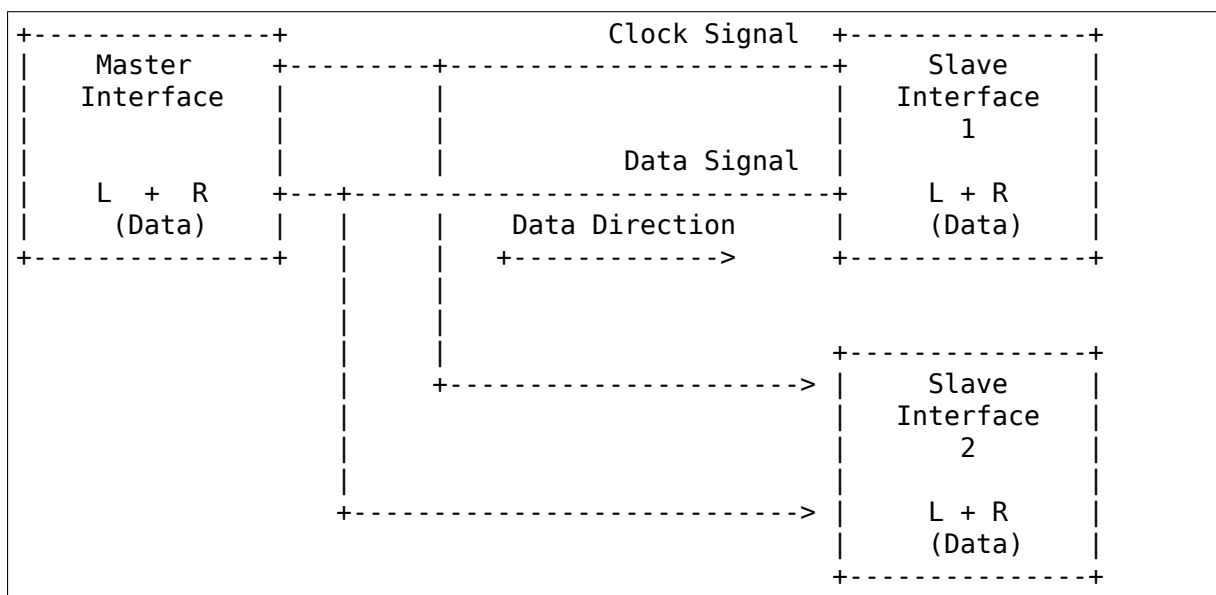 +---------------+                    Clock Signal  +---------------+
|    Master     +---------+------------------------+     Slave     |
|   Interface   |         |                        |   Interface   |
|               |         |                        |       1       |
|               |         |           Data Signal  |               |
|    L  +  R    +---+------------------------------+     L + R     |
|     (Data)    |   |     |    Data Direction      |     (Data)    |
+---------------+   |     |   +------------->      +---------------+
                    |     |
                    |     |
                    |     |                        +---------------+
                    |     +----------------------> |     Slave     |
                    |                              |   Interface   |
                    |                              |       2       |
                    |                              |               |
                    +----------------------------> |     L + R     |
                                                   |     (Data)    |
                                                   +---------------+